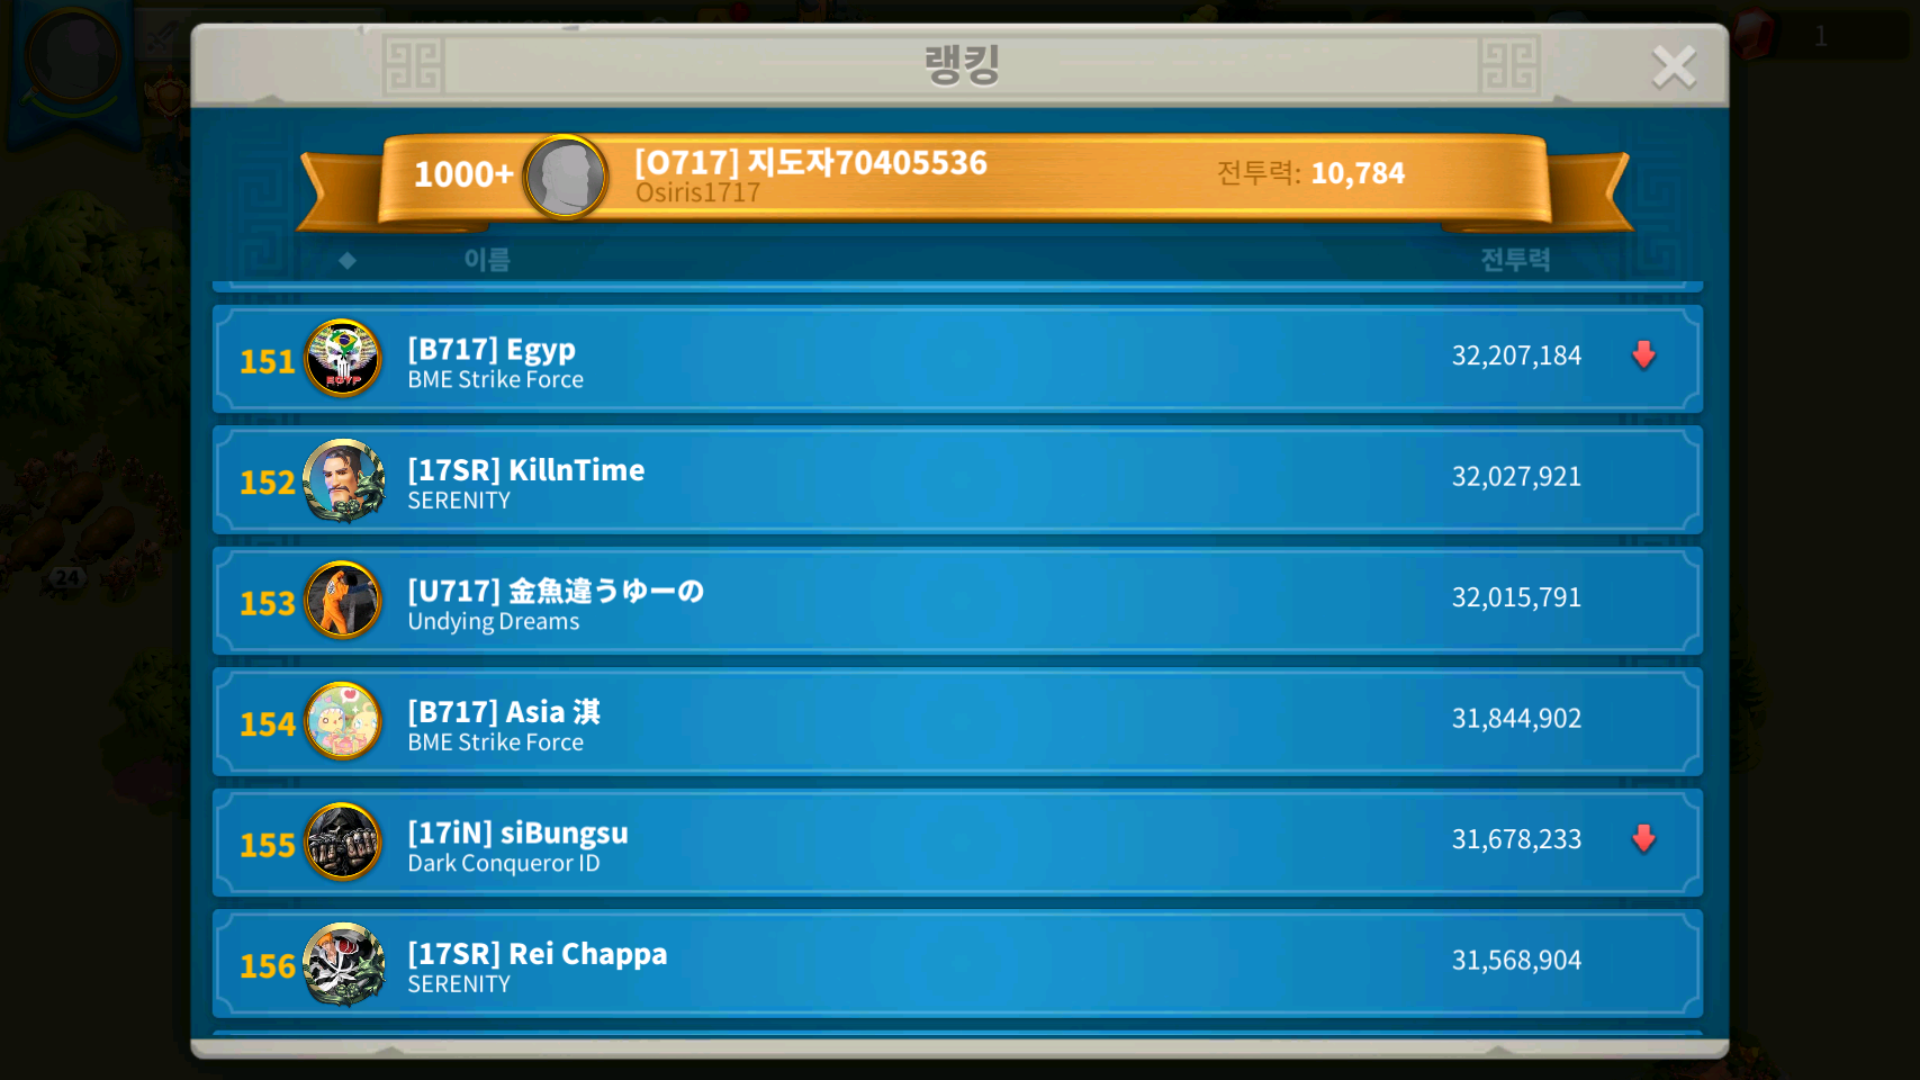 랭킹
1
1000+
[O717] 지도자70405536
Osiris1717
전투력: 10,784
이름
전투력
151
[B717] Egyp
BME Strike Force
32,207,184
152
[17SR] KillnTime
SERENITY
32,027,921
153
[U717] 金魚違うゆーの
Undying Dreams
32,015,791
154
[B717] Asia 淇
BME Strike Force
31,844,902
155
[17iN] siBungsu
Dark Conqueror ID
31,678,233
156
[17SR] Rei Chappa
SERENITY
31,568,904
24
EGYP